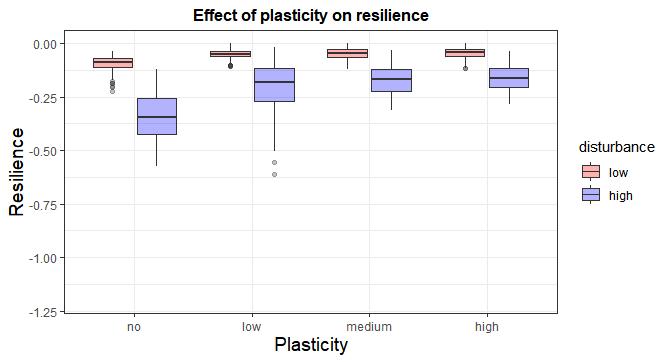 Effect of plasticity on resilience
0.00
-0.25
-0.50
-0.75
-1.00
-1.25
Resilience
no low medium high
Plasticity
disturbance
low
high